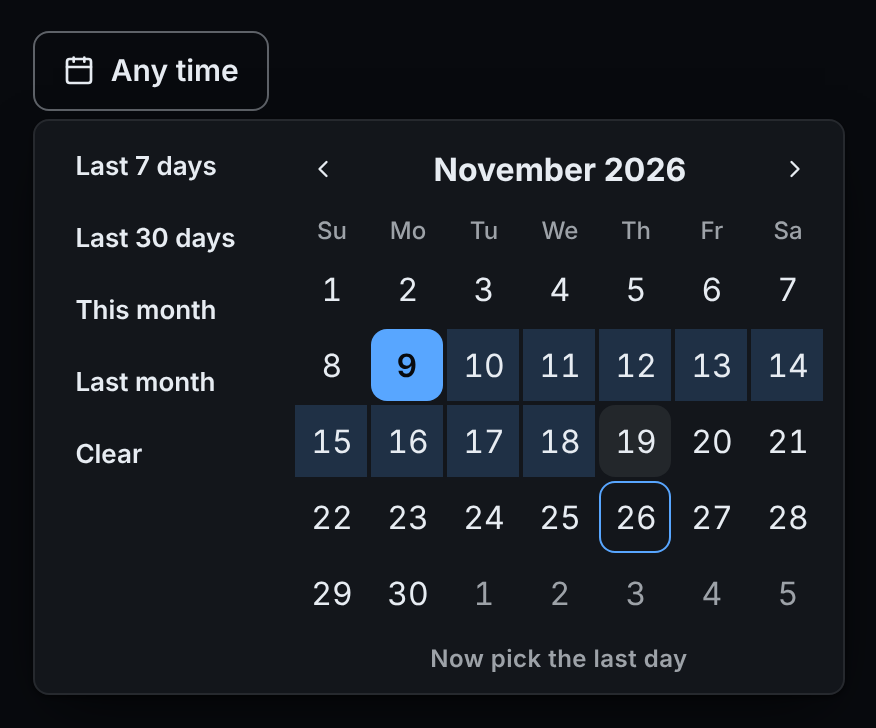 Any time
Last 7 days
Last 30 days
This month
Last month
Clear
November 2026
Su Mo Tu We Th Fr Sa
1 2 3 4 5 6 7
8 9 10 11 12 13 14
15 16 17 18 19 20 21
22 23 24 25 26 27 28
29 30 1 2 3 4 5
Now pick the last day